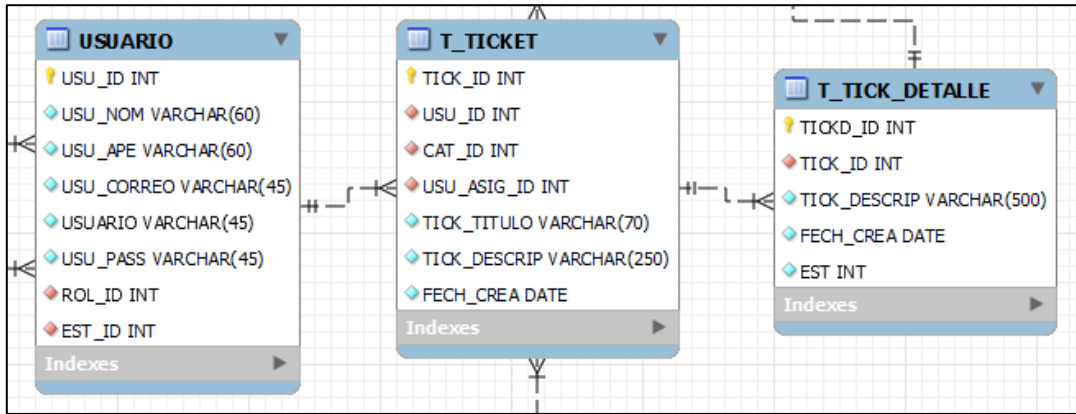 USUARIO
USU_ID INT
USU_NOM VARCHAR(60)
USU_APE VARCHAR(60)
USU_CORREO VARCHAR(45)
USUARIO VARCHAR(45)
USU_PASS VARCHAR(45)
ROL_ID INT
EST_ID INT
Indexes
T_TICKET
TICK_ID INT
USU_ID INT
CAT_ID INT
USU_ASIG_ID INT
TICK_TITULO VARCHAR(70)
TICK_DESCRIP VARCHAR(250)
FECH_CREA DATE
Indexes
T_TICK_DETALLE
TICKD_ID INT
TICK_ID INT
TICK_DESCRIP VARCHAR(500)
FECH_CREA DATE
EST INT
Indexes